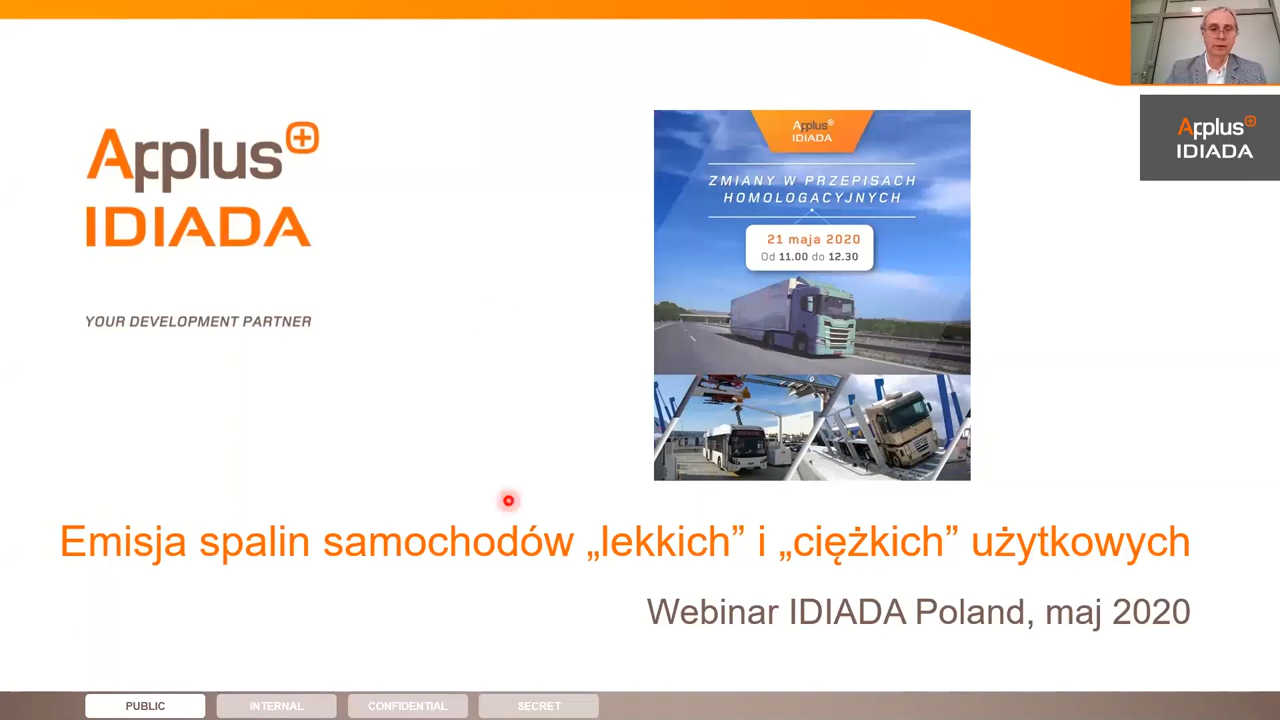 Applus+
IDIADA
YOUR DEVELOPMENT PARTNER
Applus+
IDIADA
ZMIANY W PRZEPISACH
HOMOLOGACYJNYCH
21 maja 2020
Od 11.00 do 12.30
Applus+
IDIADA
Emisja spalin samochodów „lekkich” i „ciężkich” użytkowych
Webinar IDIADA Poland, maj 2020
PUBLIC
INTERNAL
CONFIDENTIAL
SECRET